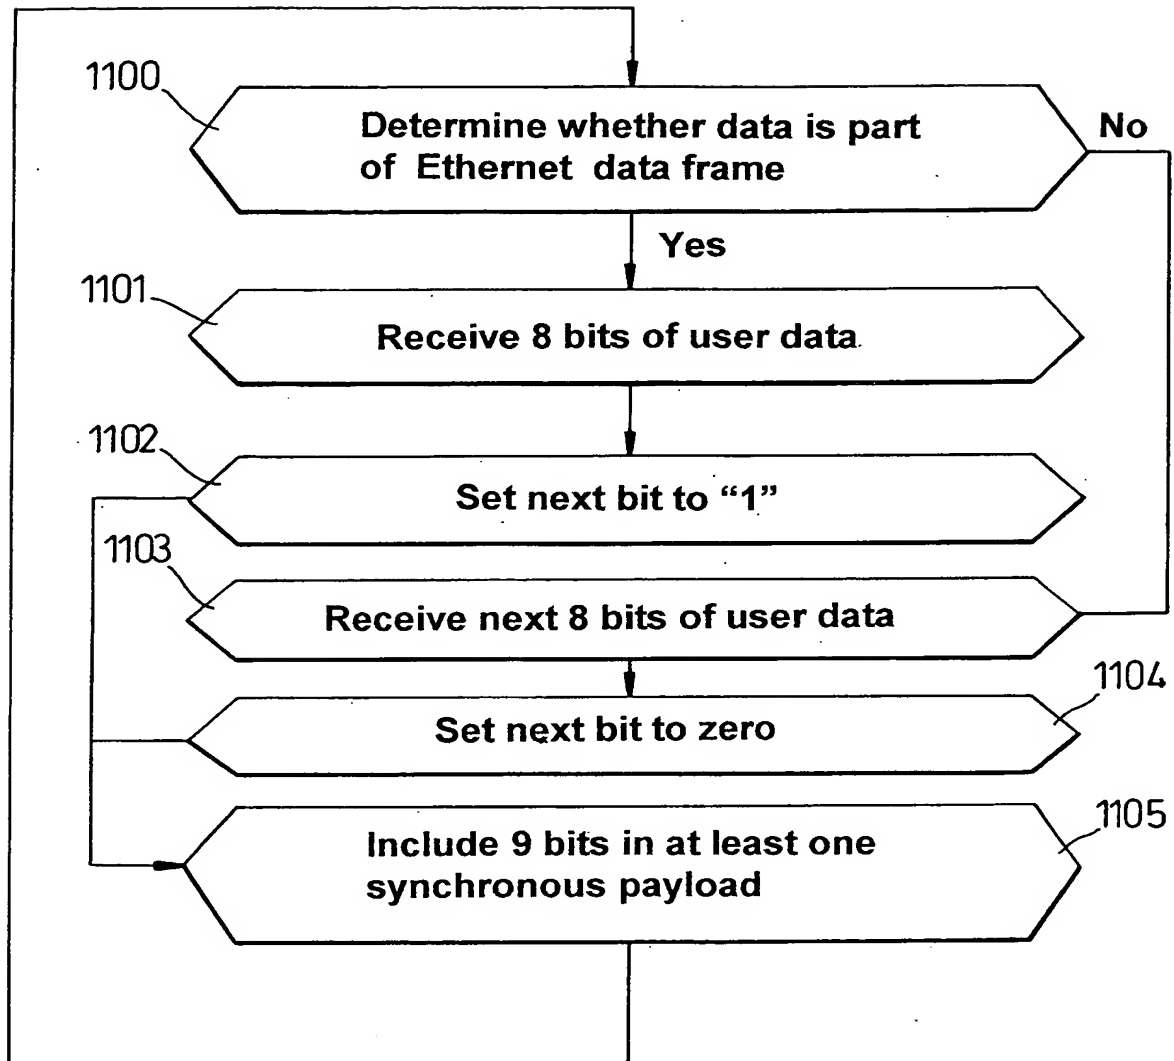 1100
Determine whether data is part
of Ethernet data frame
No
Yes
1101
Receive 8 bits of user data
1102
Set next bit to “1”
1103
Receive next 8 bits of user data
1104
Set next bit to zero
1105
Include 9 bits in at least one
synchronous payload